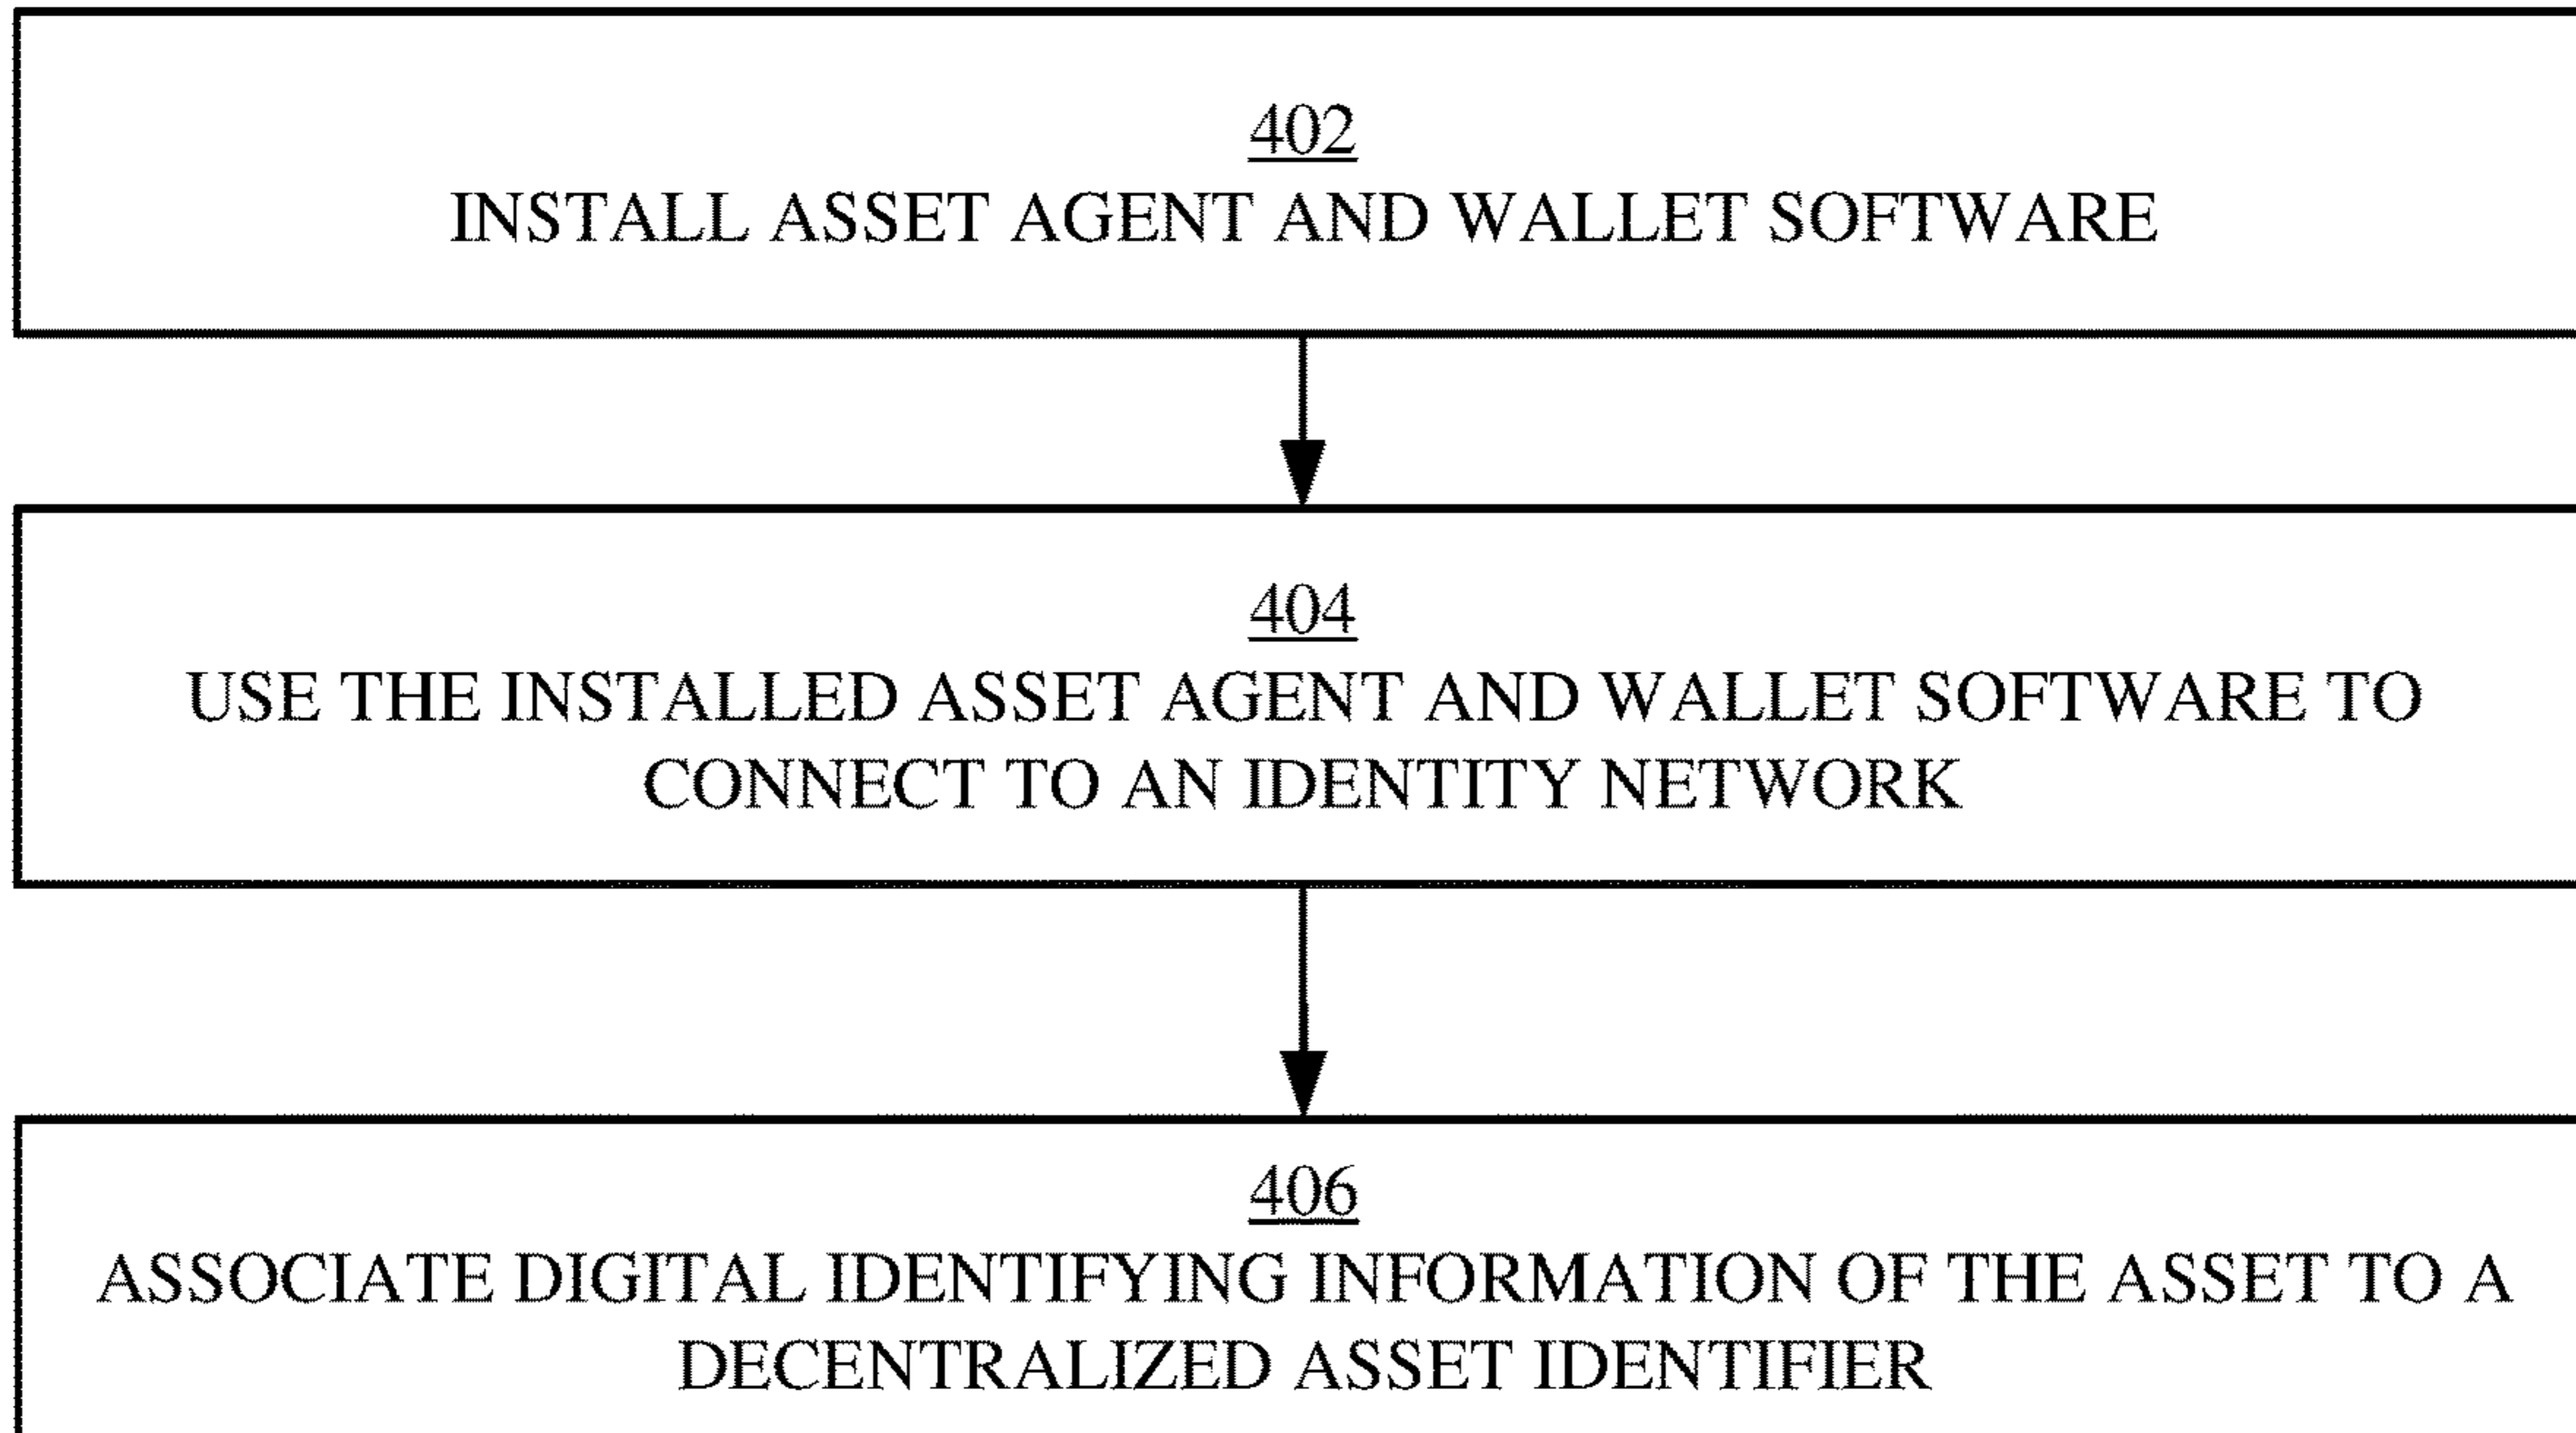 402
INSTALL ASSET AGENT AND WALLET SOFTWARE
404
USE THE INSTALLED ASSET AGENT AND WALLET SOFTWARE TO
CONNECT TO AN IDENTITY NETWORK
406
ASSOCIATE DIGITAL IDENTIFYING INFORMATION OF THE ASSET TO A
DECENTRALIZED ASSET IDENTIFIER